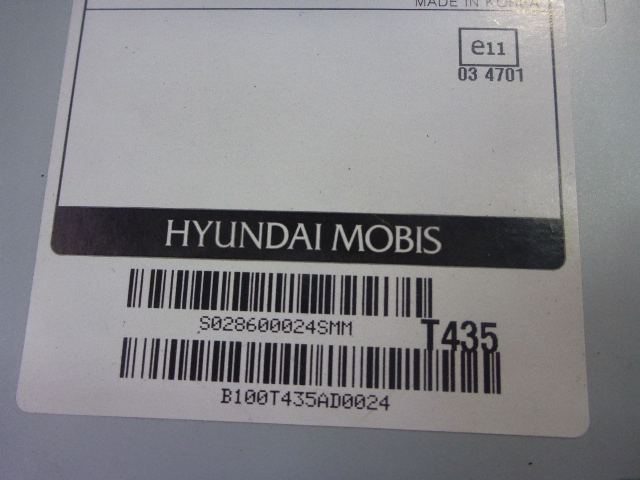 MADE IN KOREA
e11
03 4701
HYUNDAI MOBIS
S028600024SMM
T435
B100T435AD0024